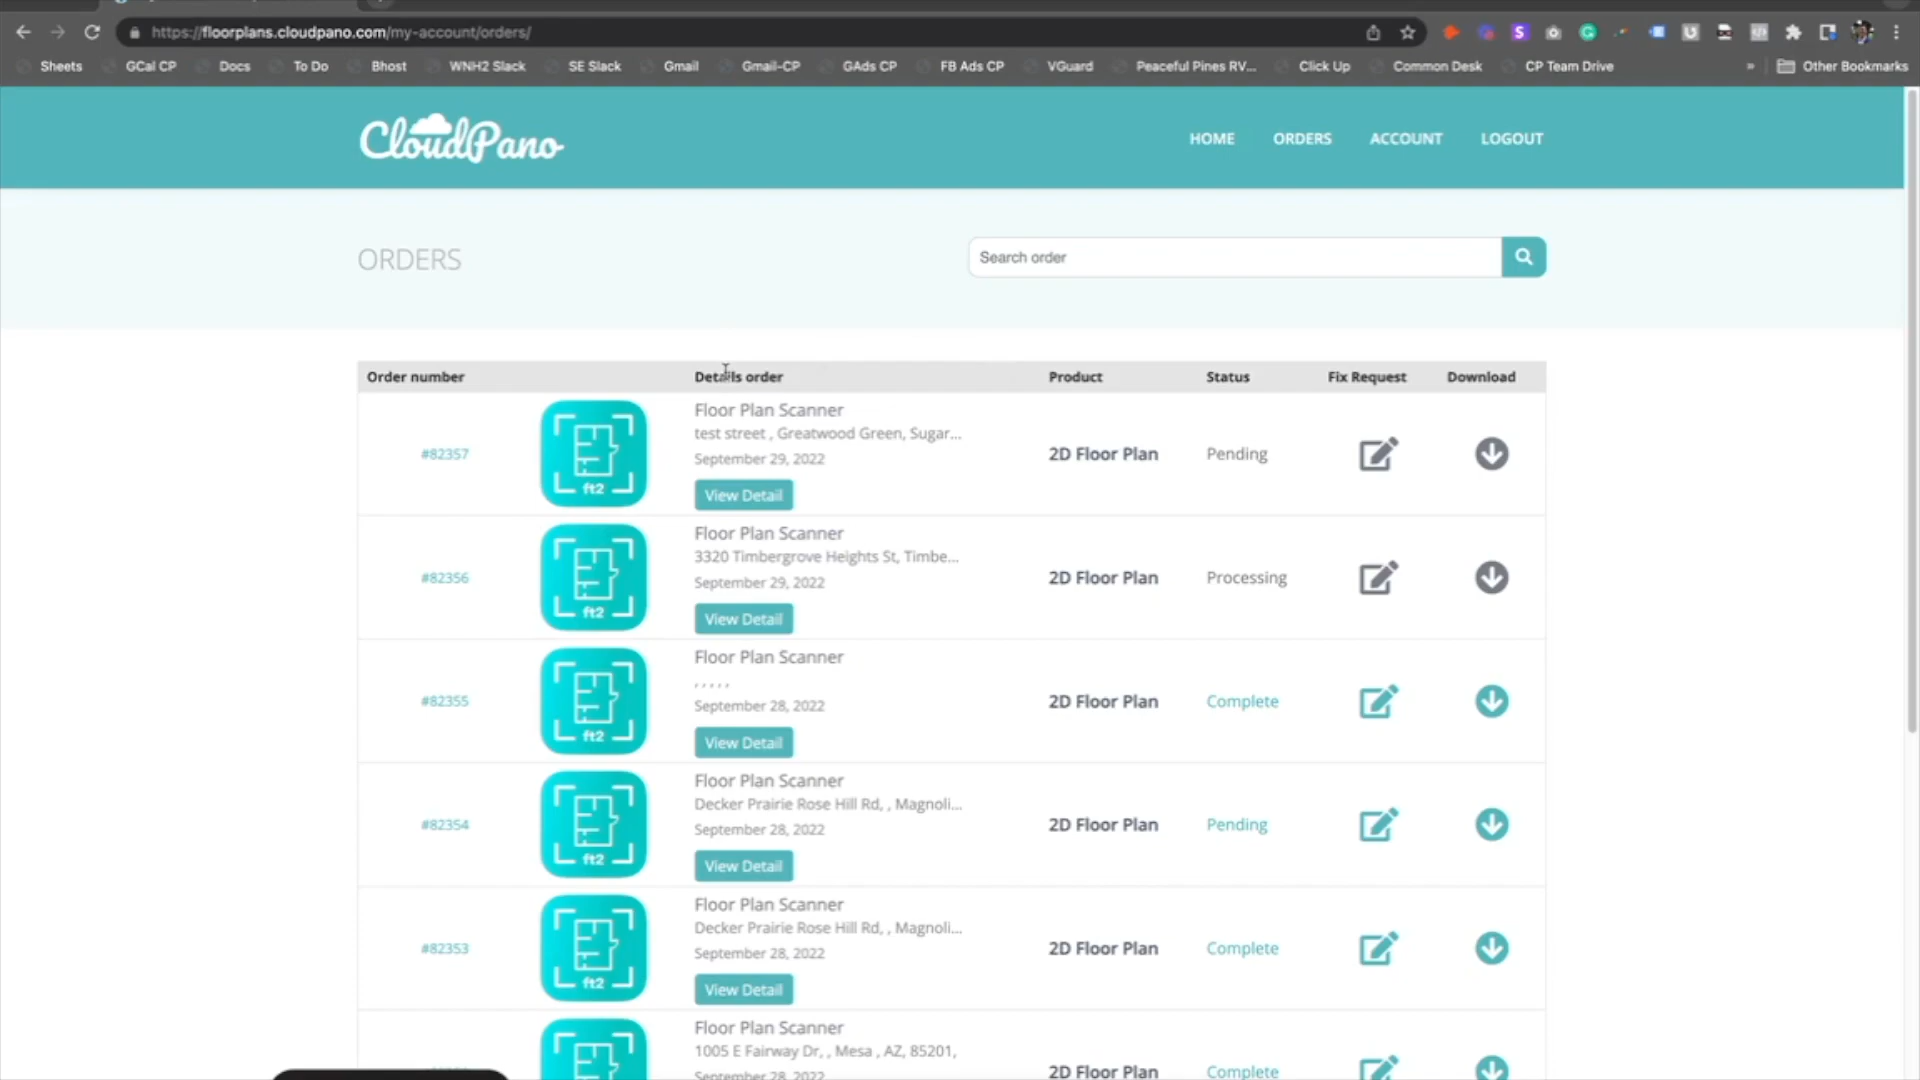 https://floorplans.cloudpano.com/my-account/orders/
Sheets GCal CP Docs To Do Bhost WNH2 Slack SE Slack Gmail Gmail-CP GAds CP FB Ads CP VGuard Peaceful Pines RV... Click Up Common Desk CP Team Drive » Other Bookmarks
CloudPano
HOME ORDERS ACCOUNT LOGOUT
ORDERS
Search order
Order number Details order Product Status Fix Request Download
Floor Plan Scanner
test street , Greatwood Green, Sugar...
#82357 ft2 2D Floor Plan Pending
September 29, 2022
View Detail
Floor Plan Scanner
3320 Timbergrove Heights St, Timbe...
#82356 ft2 2D Floor Plan Processing
September 29, 2022
View Detail
Floor Plan Scanner
, , , , ,
#82355 ft2 2D Floor Plan Complete
September 28, 2022
View Detail
Floor Plan Scanner
Decker Prairie Rose Hill Rd, , Magnoli...
#82354 ft2 2D Floor Plan Pending
September 28, 2022
View Detail
Floor Plan Scanner
Decker Prairie Rose Hill Rd, , Magnoli...
#82353 ft2 2D Floor Plan Complete
September 28, 2022
View Detail
Floor Plan Scanner
1005 E Fairway Dr, , Mesa , AZ, 85201,
2D Floor Plan Complete
September 28, 2022